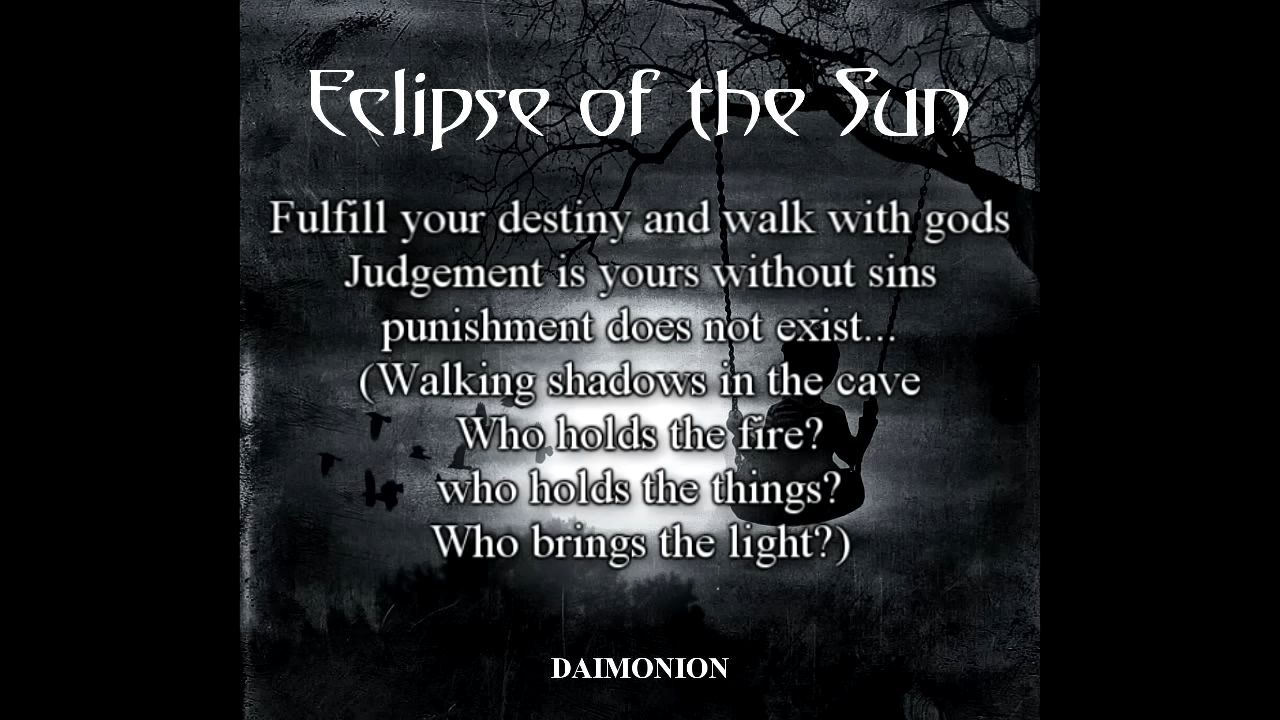 Eclipse of the Sun
Fulfill your destiny and walk with gods
Judgement is yours without sins
punishment does not exist...
(Walking shadows in the cave
Who holds the fire?
who holds the things?
Who brings the light?)
DAIMONION